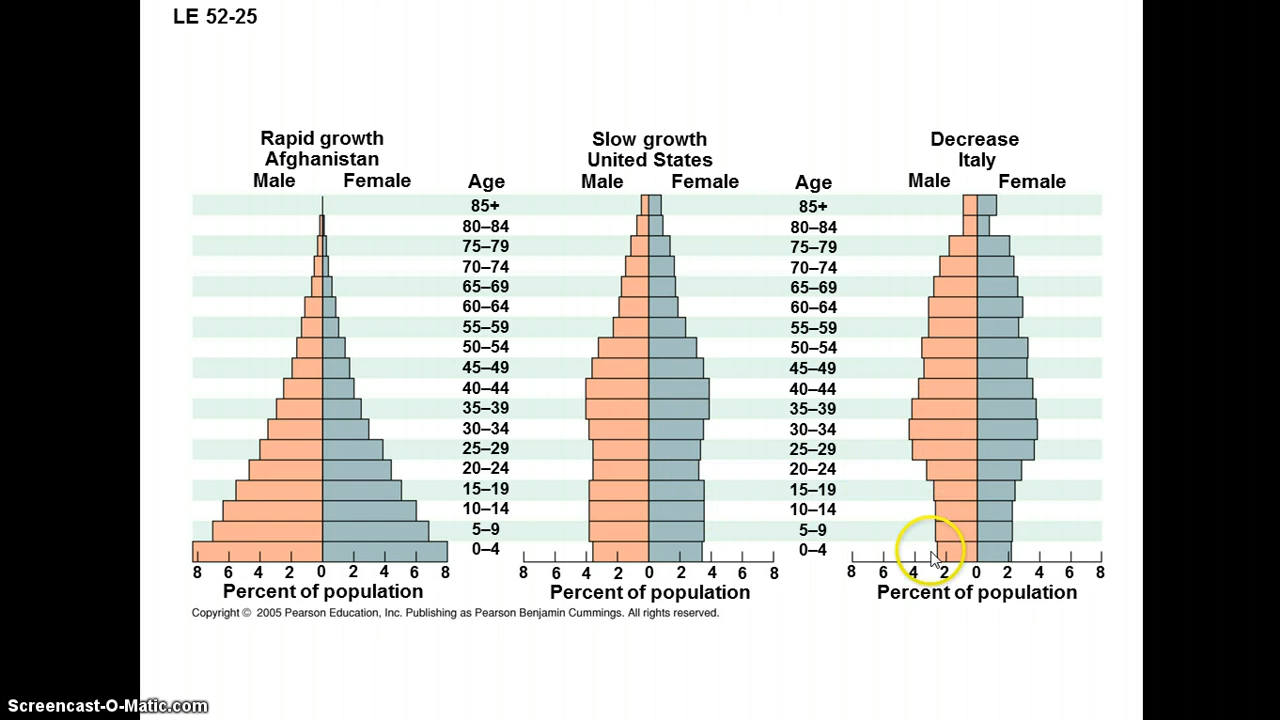 LE 52-25
Rapid growth
Afghanistan
Male Female
Age
Slow growth
United States
Male Female
Age
Decrease
Italy
Male Female
85+ 85+
80–84 80–84
75–79 75–79
70–74 70–74
65–69 65–69
60–64 60–64
55–59 55–59
50–54 50–54
45–49 45–49
40–44 40–44
35–39 35–39
30–34 30–34
25–29 25–29
20–24 20–24
15–19 15–19
10–14 10–14
5–9 5–9
0–4 0–4
8 6 4 2 0 2 4 6 8
8 6 4 2 0 2 4 6 8
8 6 4 2 0 2 4 6 8
Percent of population
Percent of population
Percent of population
Copyright © 2005 Pearson Education, Inc. Publishing as Pearson Benjamin Cummings. All rights reserved.
Screencast-O-Matic.com